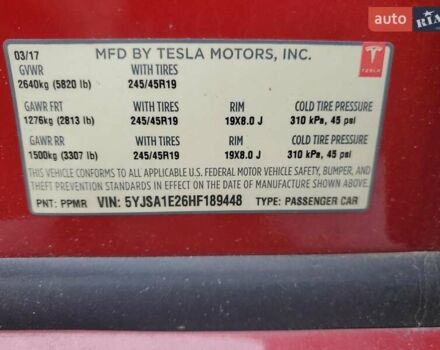 auto RIA
03/17 MFD BY TESLA MOTORS, INC.
GVWR WITH TIRES
2640kg (5820 lb) 245/45R19
TESLA
GAWR FRT WITH TIRES RIM COLD TIRE PRESSURE
1276kg (2813 lb) 245/45R19 19X8.0 J 310 kPa, 45 psi
GAWR RR WITH TIRES RIM COLD TIRE PRESSURE
1500kg (3307 lb) 245/45R19 19X8.0 J 310 kPa, 45 psi
THIS VEHICLE CONFORMS TO ALL APPLICABLE U.S. FEDERAL MOTOR VEHICLE SAFETY, BUMPER,
AND THEFT PREVENTION STANDARDS IN EFFECT ON THE DATE OF MANUFACTURE SHOWN ABOVE.
PNT: PPMR VIN: 5YJSA1E26HF189448 TYPE: PASSENGER CAR